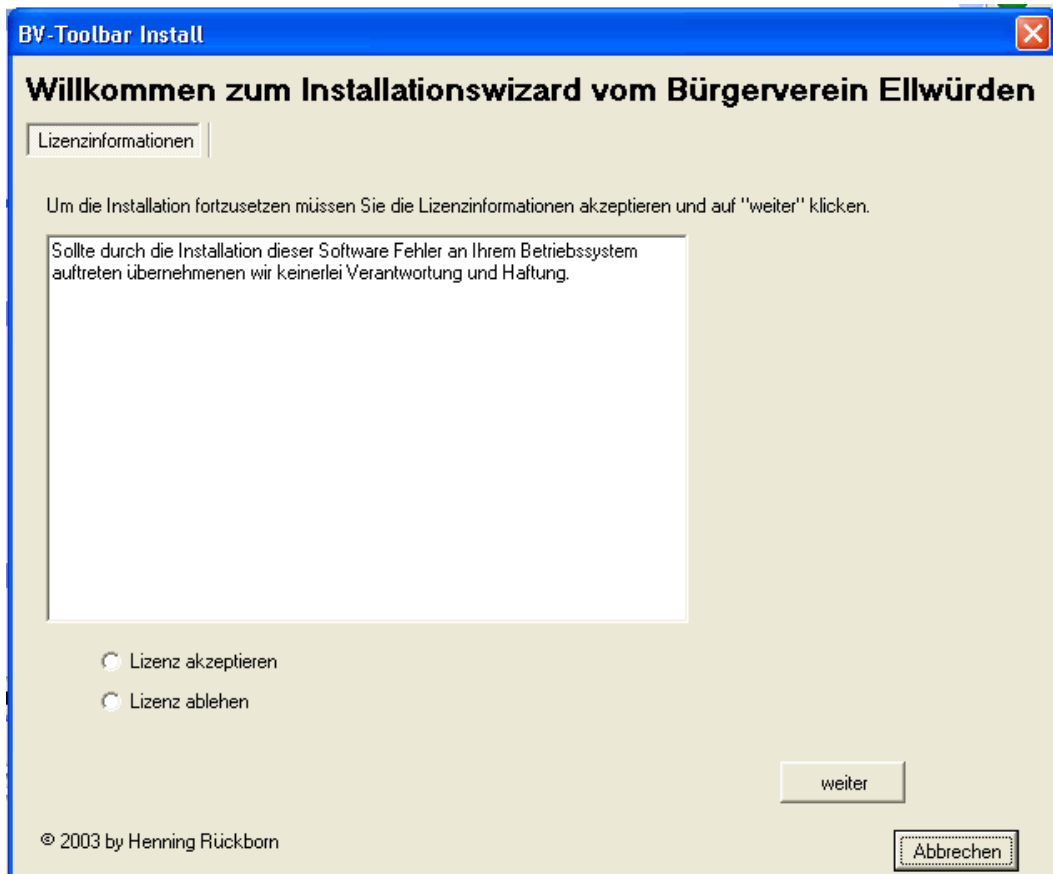 BV-Toolbar Install
Willkommen zum Installationswizard vom Bürgerverein Ellwürden
Lizenzinformationen
Um die Installation fortzusetzen müssen Sie die Lizenzinformationen akzeptieren und auf "weiter" klicken.
Sollte durch die Installation dieser Software Fehler an Ihrem Betriebssystem
auftreten übernehmenen wir keinerlei Verantwortung und Haftung.
Lizenz akzeptieren
Lizenz ablehen
weiter
© 2003 by Henning Rückborn
Abbrechen